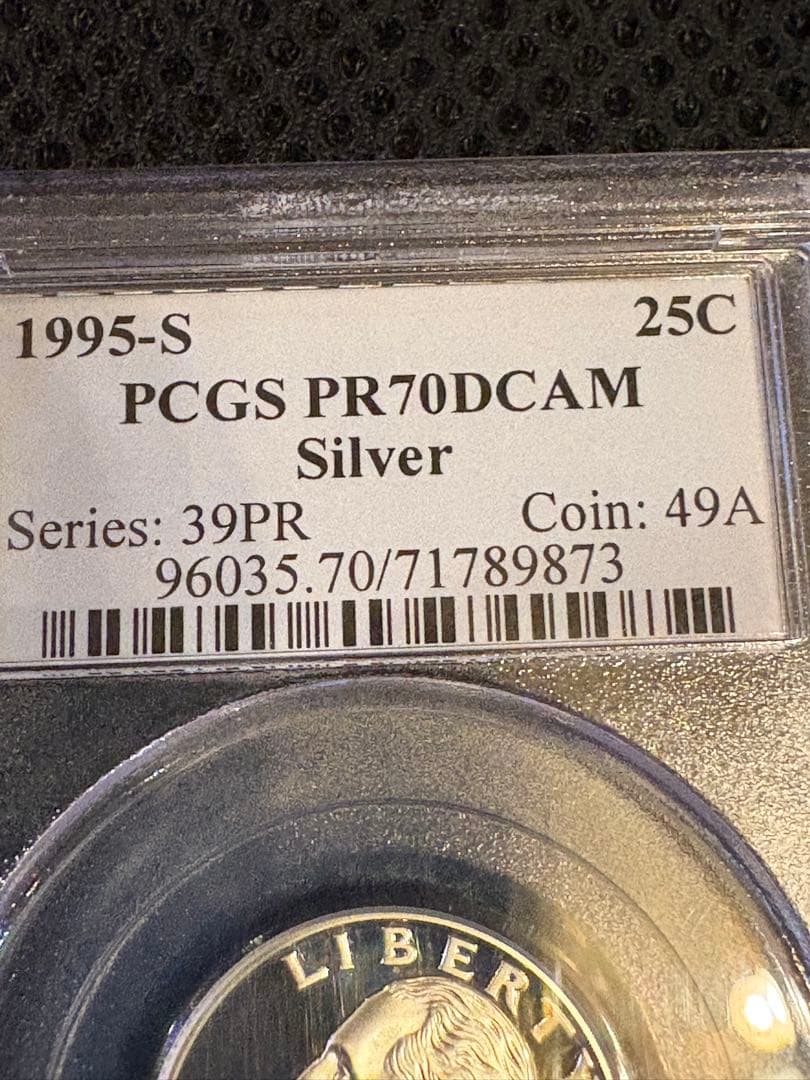 1995-S 25C
PCGS PR70DCAM
Silver
Series: 39PR Coin: 49A
96035.70/71789873
LIBERTY